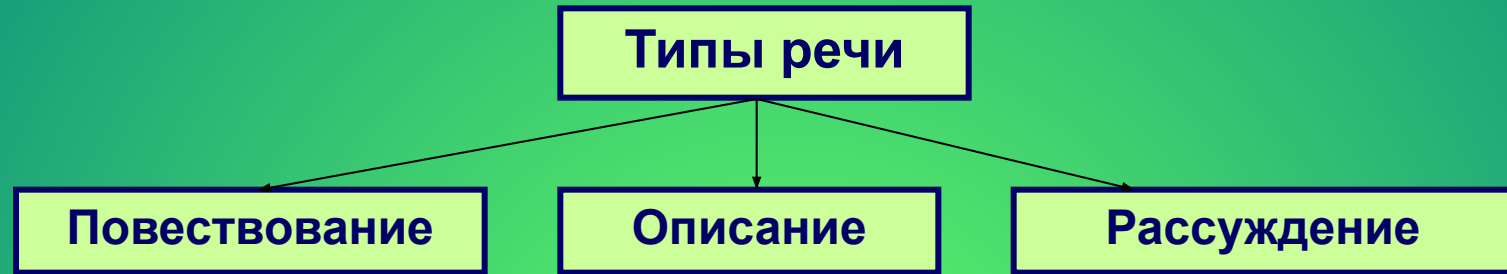 Типы речи
Повествование
Описание
Рассуждение